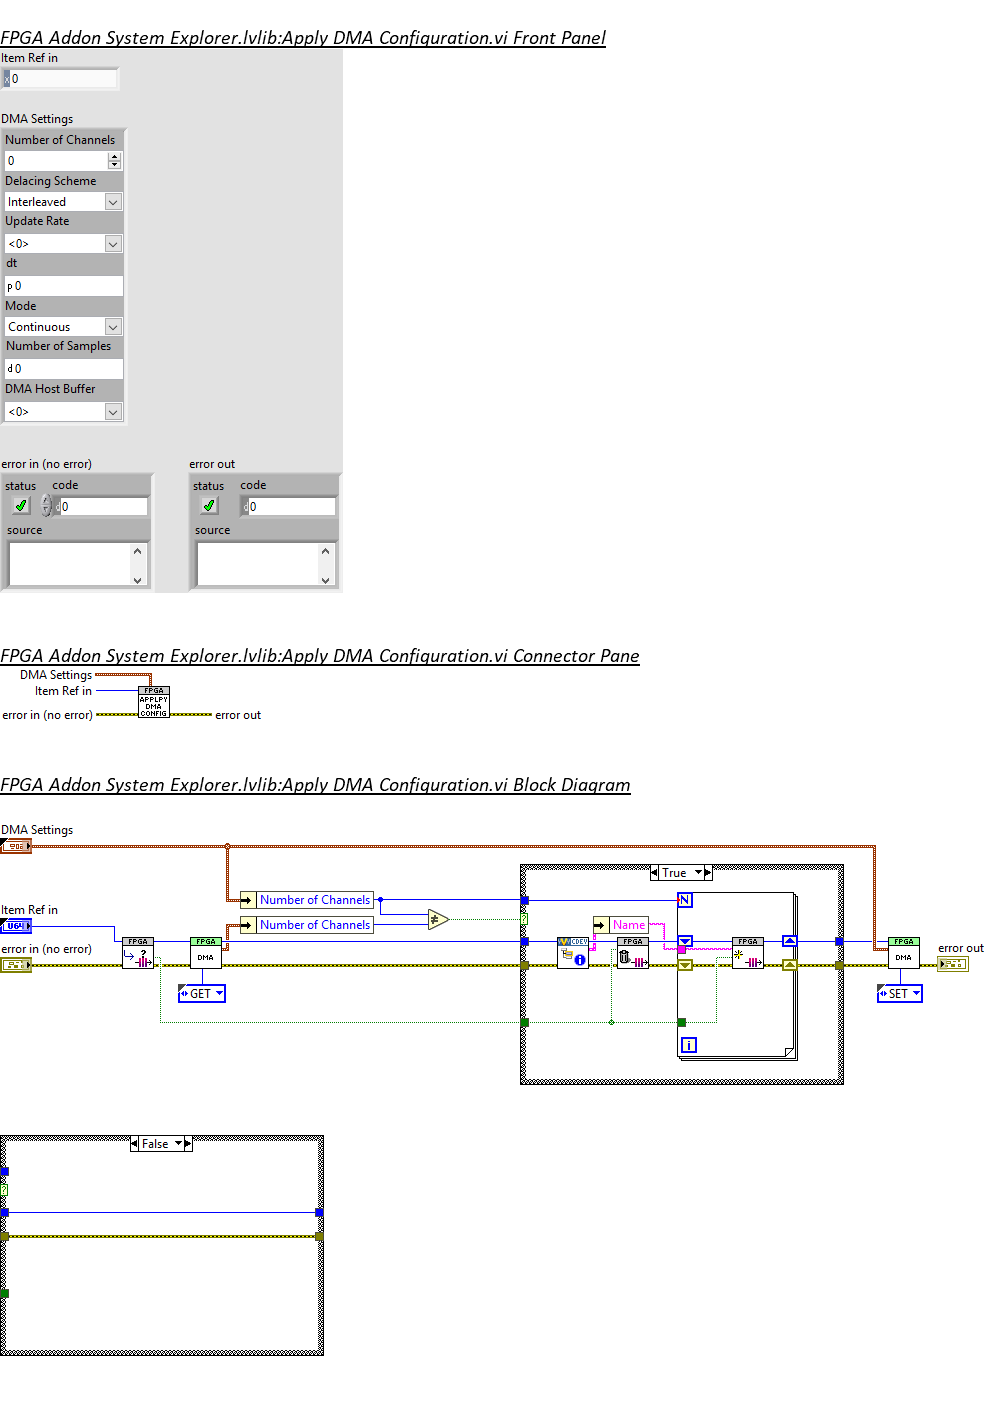 FPGA Addon System Explorer.lvlib:Apply DMA Configuration.vi Front Panel
Item Ref in
x 0
DMA Settings
Number of Channels
0
Delacing Scheme
Interleaved
Update Rate
<0>
dt
p 0
Mode
Continuous
Number of Samples
d 0
DMA Host Buffer
<0>
error in (no error)
error out
status code
status code
d 0
d 0
source
source
FPGA Addon System Explorer.lvlib:Apply DMA Configuration.vi Connector Pane
DMA Settings
Item Ref in
FPGA
APPLPY
DMA
CONFIG
error in (no error)
error out
FPGA Addon System Explorer.lvlib:Apply DMA Configuration.vi Block Diagram
DMA Settings
True
Number of Channels
N
Item Ref in
U64
Number of Channels
≠
?
Name
error in (no error)
FPGA
?
FPGA
DMA
CDEV
i
FPGA
FPGA
FPGA
DMA
error out
GET
SET
i
False
?